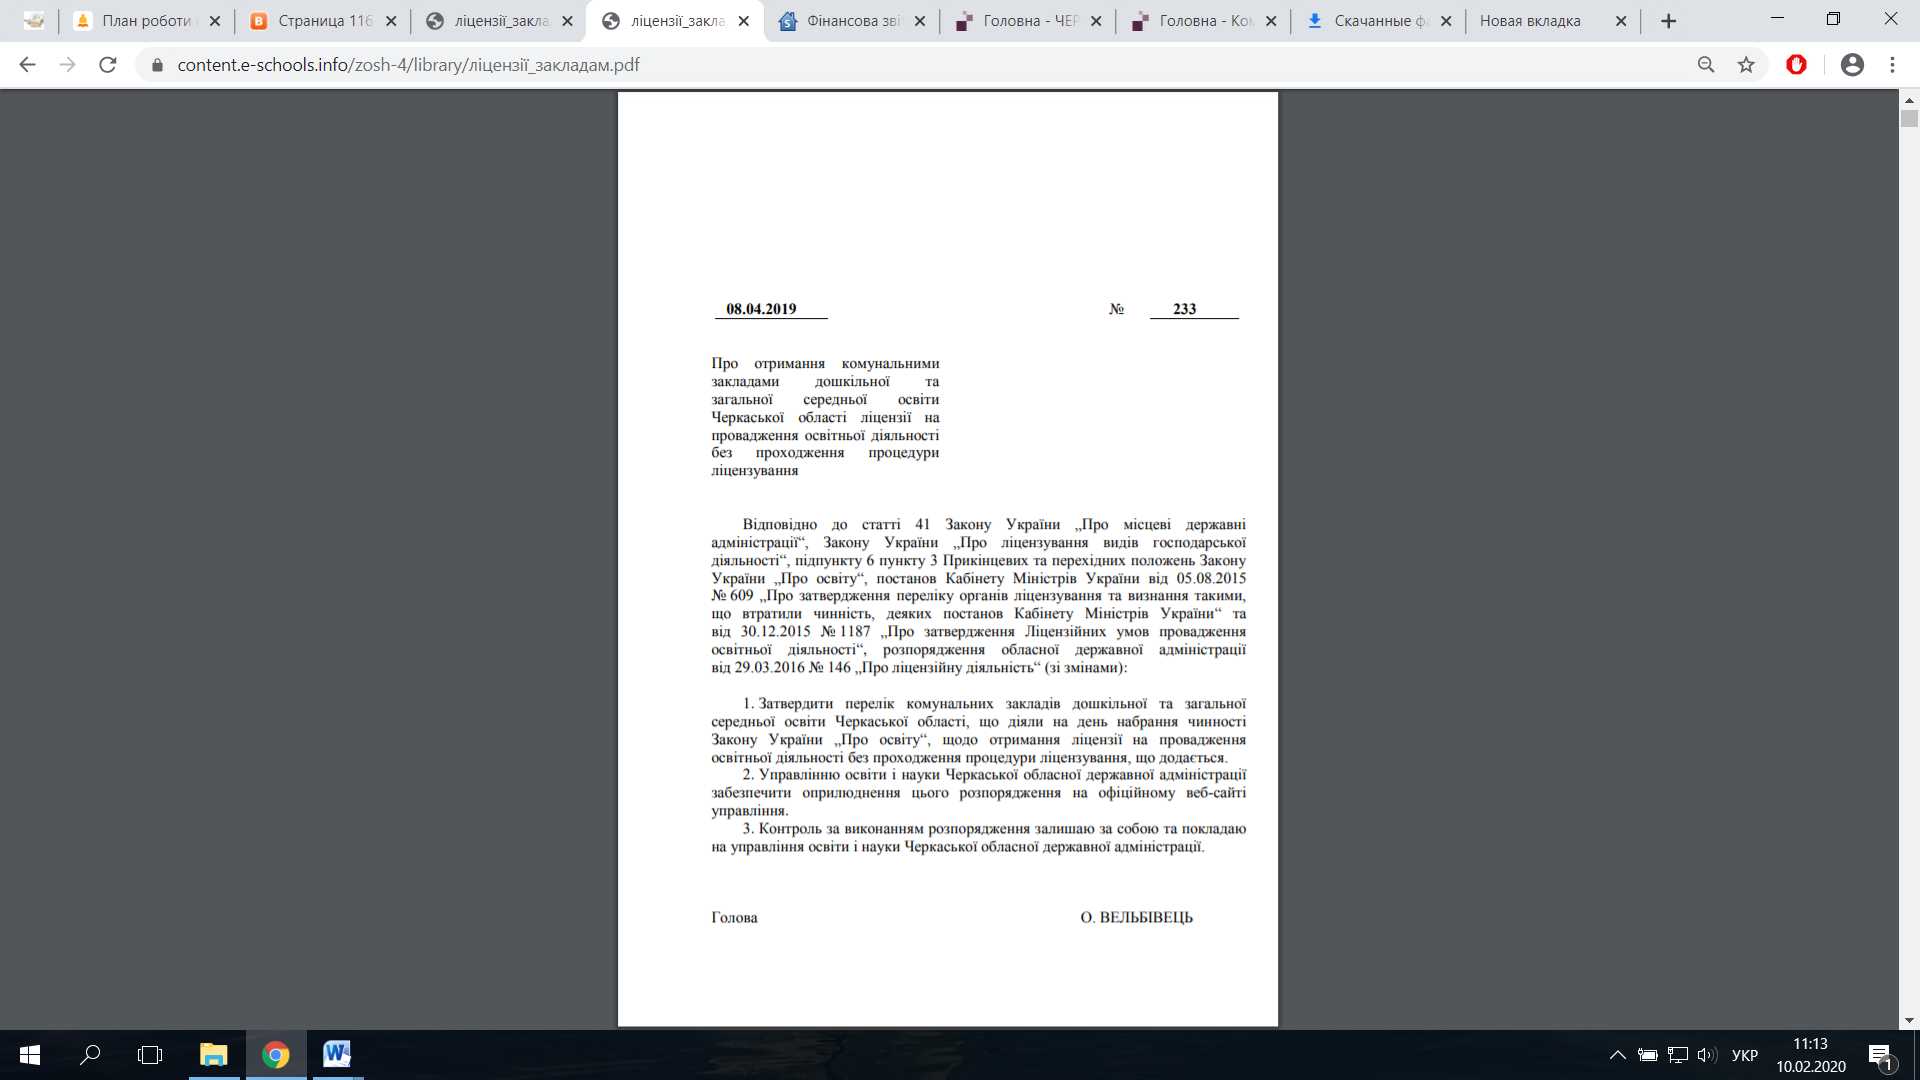 План роботи
Страница 116
ліцензії_закла
ліцензії_закла
Фінансова зві
Головна - ЧЕР
Головна - Ком
Скачанные ф
Новая вкладка
content.e-schools.info/zosh-4/library/ліцензії_закладам.pdf
08.04.2019 № 233
Про отримання комунальними
закладами дошкільної та
загальної середньої освіти
Черкаської області ліцензії на
провадження освітньої діяльності
без проходження процедури
ліцензування
Відповідно до статті 41 Закону України „Про місцеві державні
адміністрації“, Закону України „Про ліцензування видів господарської
діяльності“, підпункту 6 пункту 3 Прикінцевих та перехідних положень Закону
України „Про освіту“, постанов Кабінету Міністрів України від 05.08.2015
№ 609 „Про затвердження переліку органів ліцензування та визнання такими,
що втратили чинність, деяких постанов Кабінету Міністрів України“ та
від 30.12.2015 № 1187 „Про затвердження Ліцензійних умов провадження
освітньої діяльності“, розпорядження обласної державної адміністрації
від 29.03.2016 № 146 „Про ліцензійну діяльність“ (зі змінами):
1. Затвердити перелік комунальних закладів дошкільної та загальної
середньої освіти Черкаської області, що діяли на день набрання чинності
Закону України „Про освіту“, щодо отримання ліцензії на провадження
освітньої діяльності без проходження процедури ліцензування, що додається.
2. Управлінню освіти і науки Черкаської обласної державної адміністрації
забезпечити оприлюднення цього розпорядження на офіційному веб-сайті
управління.
3. Контроль за виконанням розпорядження залишаю за собою та покладаю
на управління освіти і науки Черкаської обласної державної адміністрації.
Голова О. ВЕЛЬБІВЕЦЬ
УКР
11:13
10.02.2020
1